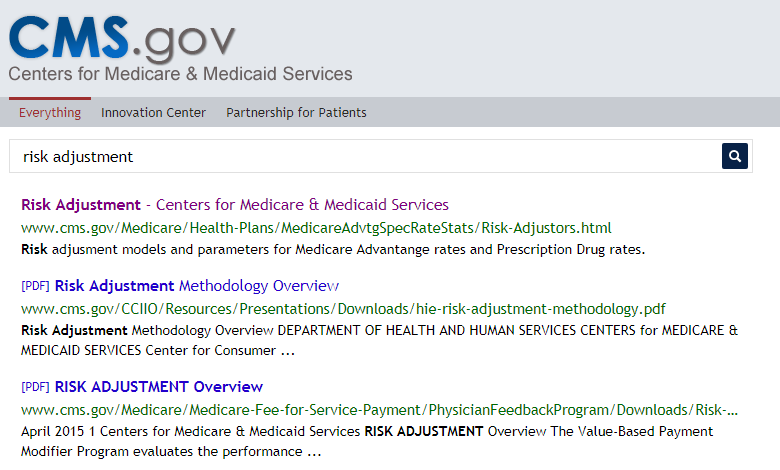 CMS.gov
Centers for Medicare & Medicaid Services
Everything Innovation Center Partnership for Patients
risk adjustment
Risk Adjustment - Centers for Medicare & Medicaid Services
www.cms.gov/Medicare/Health-Plans/MedicareAdvtgSpecRateStats/Risk-Adjustors.html
Risk adjusment models and parameters for Medicare Advantange rates and Prescription Drug rates.
[PDF] Risk Adjustment Methodology Overview
www.cms.gov/CCIIO/Resources/Presentations/Downloads/hie-risk-adjustment-methodology.pdf
Risk Adjustment Methodology Overview DEPARTMENT OF HEALTH AND HUMAN SERVICES CENTERS for MEDICARE &
MEDICAID SERVICES Center for Consumer ...
[PDF] RISK ADJUSTMENT Overview
www.cms.gov/Medicare/Medicare-Fee-for-Service-Payment/PhysicianFeedbackProgram/Downloads/Risk-...
April 2015 1 Centers for Medicare & Medicaid Services RISK ADJUSTMENT Overview The Value-Based Payment
Modifier Program evaluates the performance ...